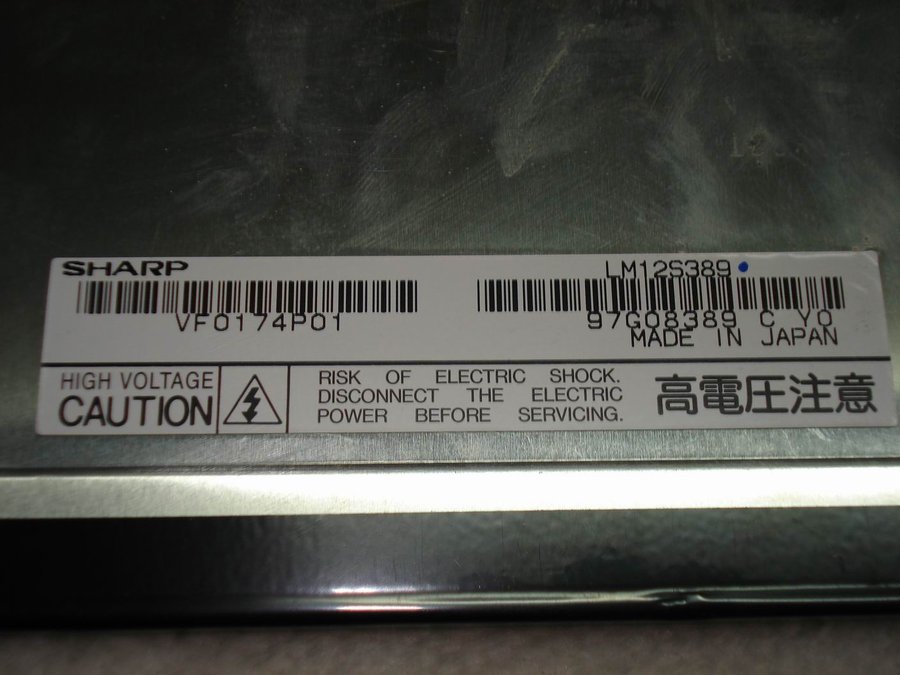 SHARP
LM12S389
VF0174P01
97G08389 C YO
MADE IN JAPAN
HIGH VOLTAGE
CAUTION
RISK OF ELECTRIC SHOCK.
DISCONNECT THE ELECTRIC
POWER BEFORE SERVICING.
高電圧注意